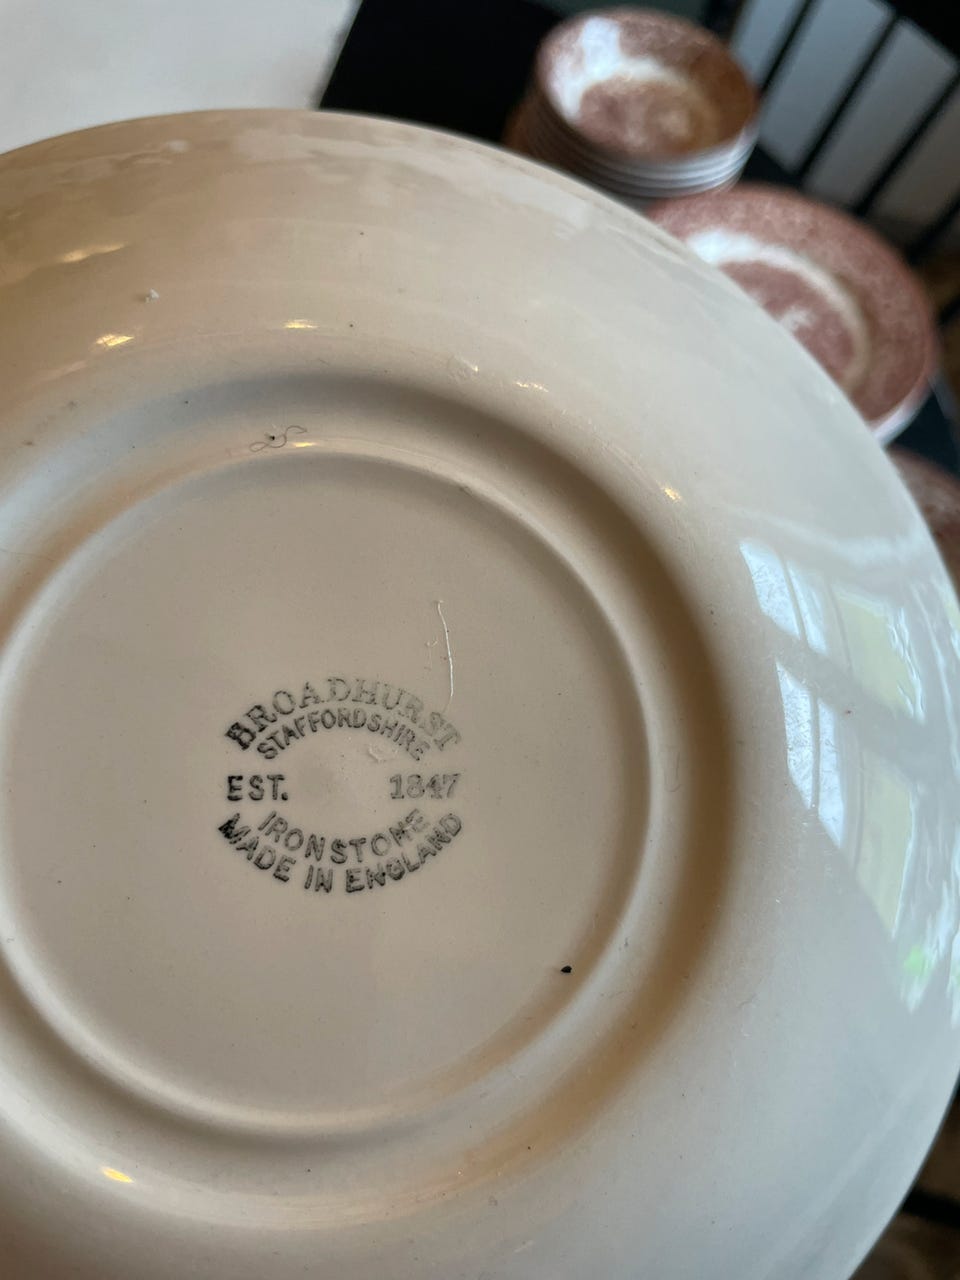 BROADHURST
STAFFORDSHIRE
EST. 1847
IRONSTONE
MADE IN ENGLAND